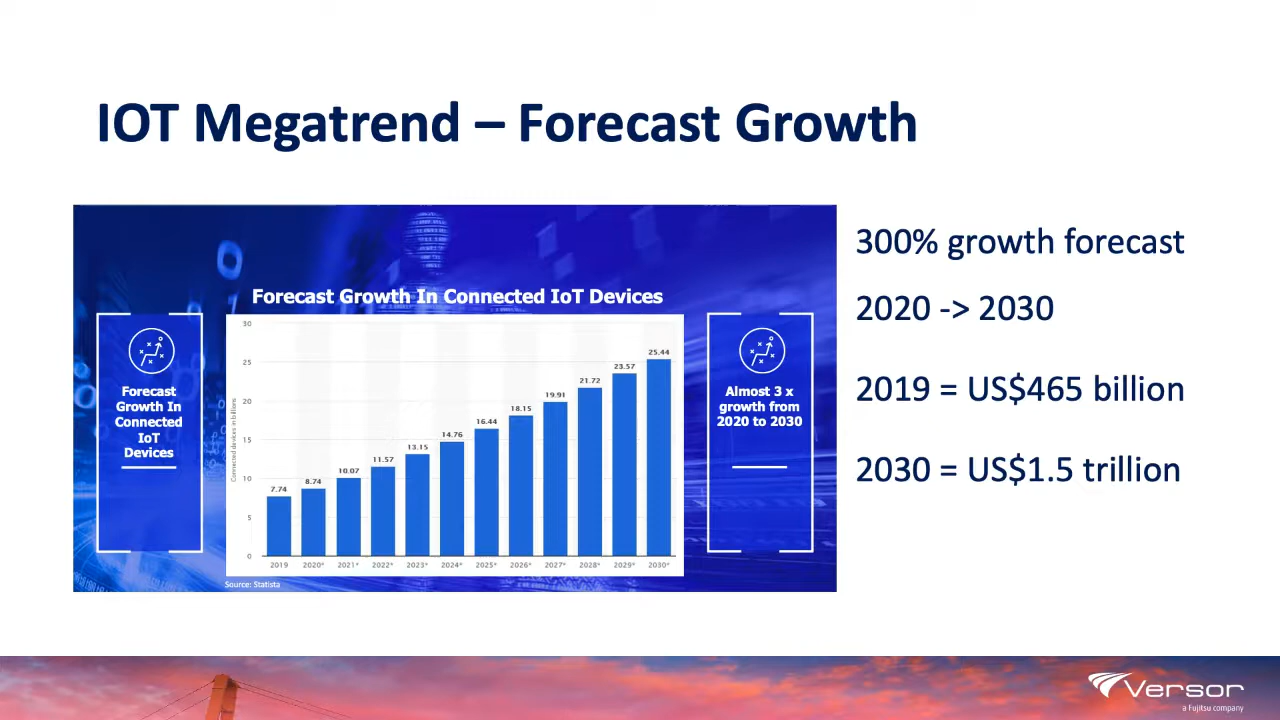 IOT Megatrend – Forecast Growth
Forecast Growth In Connected IoT Devices
Forecast
Growth In
Connected
IoT
Devices
Connected devices in billions
30
25
20
15
10
5
0
7.74
8.74
10.07
11.57
13.15
14.76
16.44
18.15
19.91
21.72
23.57
25.44
2019 2020* 2021* 2022* 2023* 2024* 2025* 2026* 2027* 2028* 2029* 2030*
Source: Statista
Almost 3 x
growth from
2020 to 2030
300% growth forecast
2020 -> 2030
2019 = US$465 billion
2030 = US$1.5 trillion
Versor
a Fujitsu company